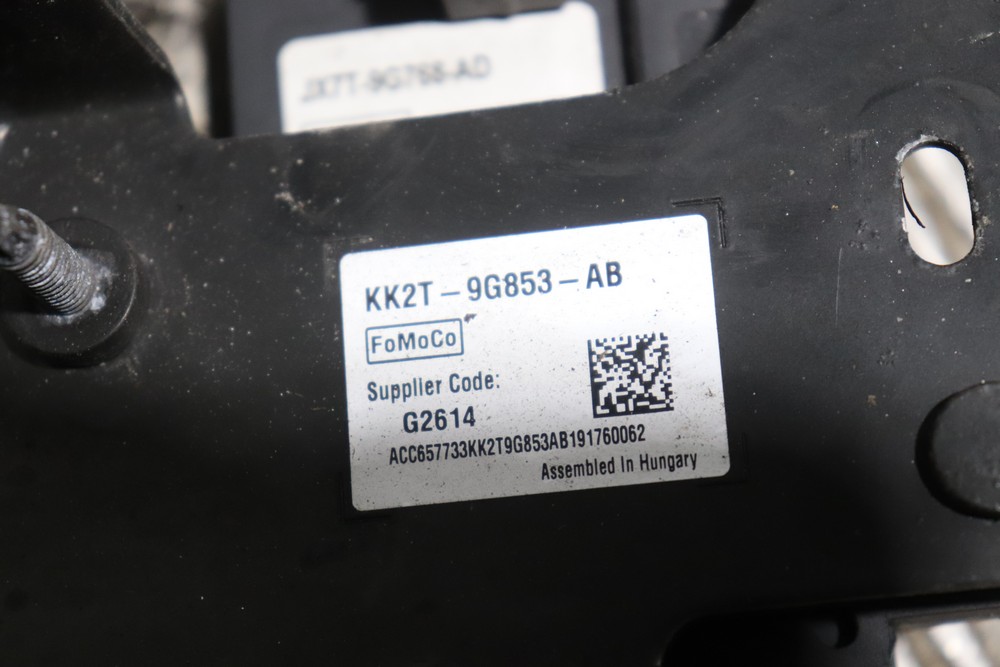 JX7T-9G768-AD
KK2T-9G853-AB
FoMoCo
Supplier Code:
G2614
ACC657733KK2T9G853AB191760062
Assembled In Hungary